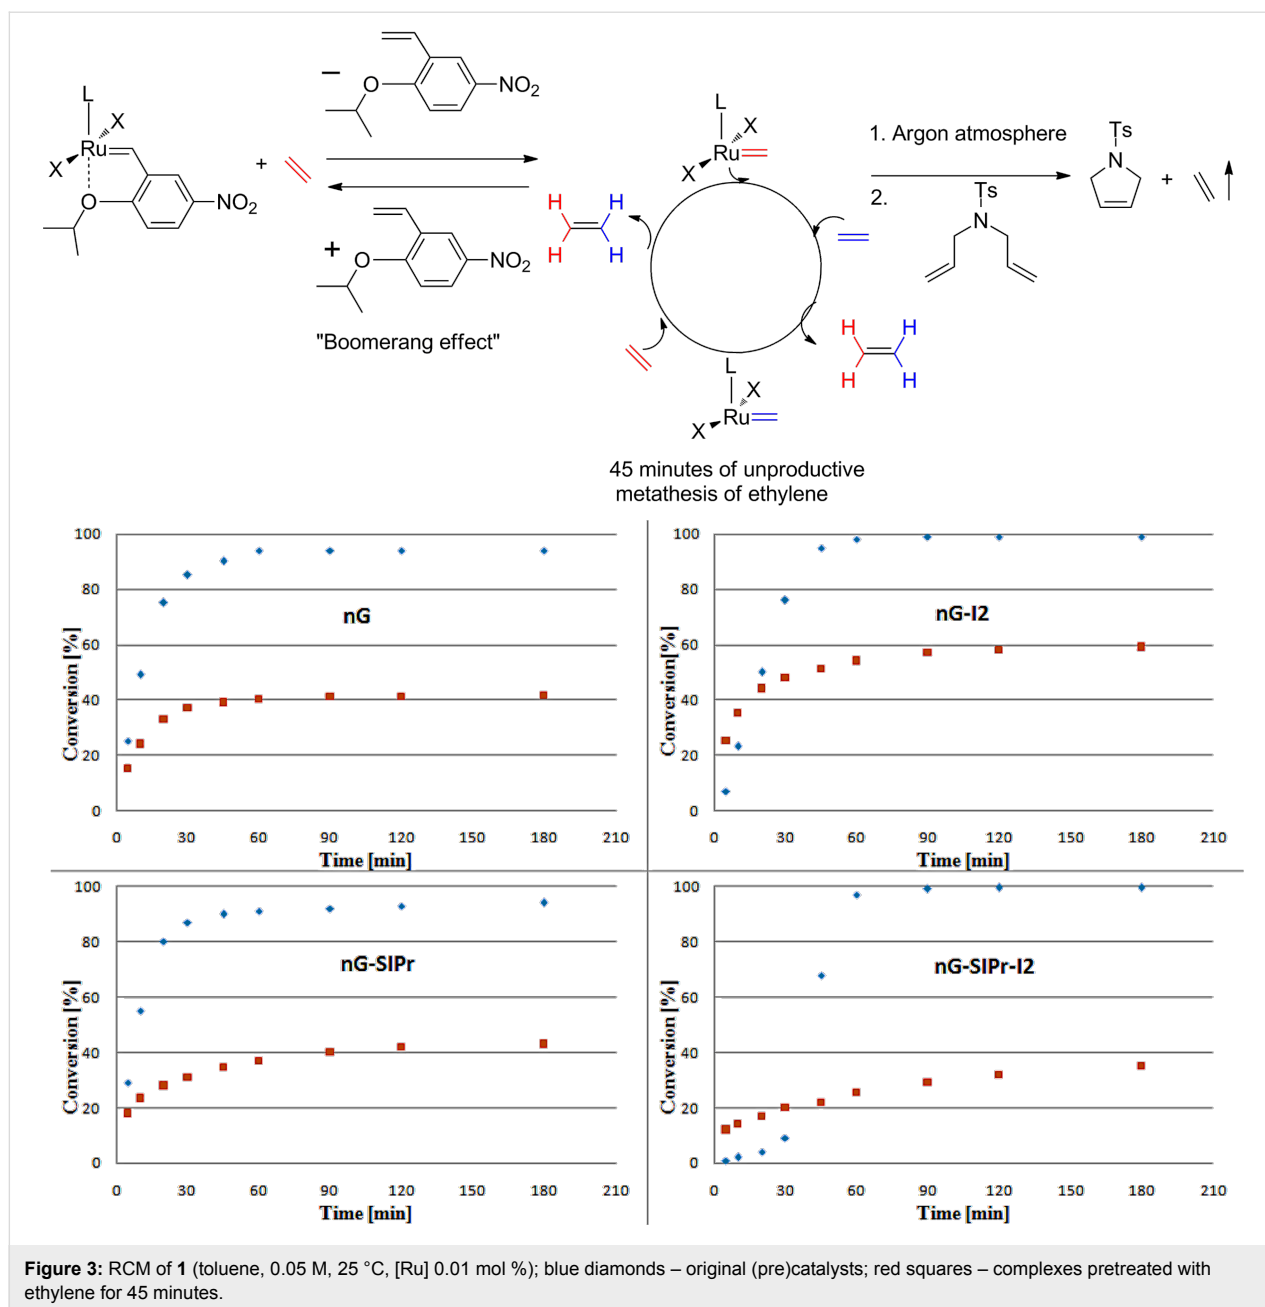 L
X
X
Ru
O
NO2
+
−
O
NO2
+
O
NO2
"Boomerang effect"
L
X
X
Ru
H
H
H
H
H
H
H
H
L
X
X
Ru
45 minutes of unproductive
metathesis of ethylene
1. Argon atmosphere
2.
Ts
N
Ts
N
+
nG
Conversion [%]
100
80
60
40
20
0
0 30 60 90 120 150 180 210
Time [min]
nG-I2
Conversion[%]
100
80
60
40
20
0
0 30 60 90 120 150 180 210
Time [min]
nG-SIPr
Conversion [%]
100
80
60
40
20
0
0 30 60 90 120 150 180 210
Time [min]
nG-SIPr-I2
Conversion [%]
100
80
60
40
20
0
0 30 60 90 120 150 180 210
Time [min]
Figure 3: RCM of 1 (toluene, 0.05 M, 25 °C, [Ru] 0.01 mol %); blue diamonds – original (pre)catalysts; red squares – complexes pretreated with
ethylene for 45 minutes.